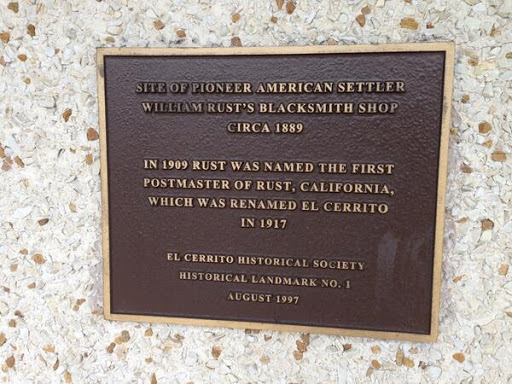 SITE OF PIONEER AMERICAN SETTLER
WILLIAM RUST'S BLACKSMITH SHOP
CIRCA 1889
IN 1909 RUST WAS NAMED THE FIRST
POSTMASTER OF RUST, CALIFORNIA,
WHICH WAS RENAMED EL CERRITO
IN 1917
EL CERRITO HISTORICAL SOCIETY
HISTORICAL LANDMARK NO. 1
AUGUST 1997